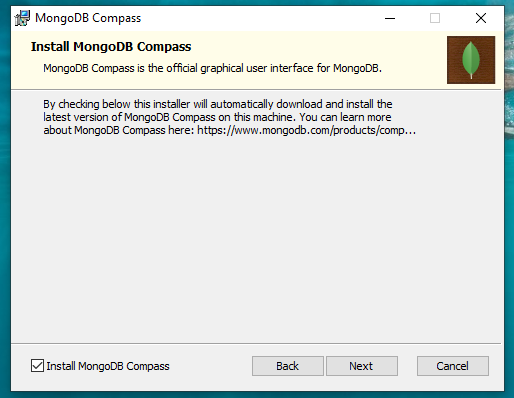 MongoDB Compass
Install MongoDB Compass
MongoDB Compass is the official graphical user interface for MongoDB.
By checking below this installer will automatically download and install the
latest version of MongoDB Compass on this machine. You can learn more
about MongoDB Compass here: https://www.mongodb.com/products/comp...
Install MongoDB Compass
Back
Next
Cancel